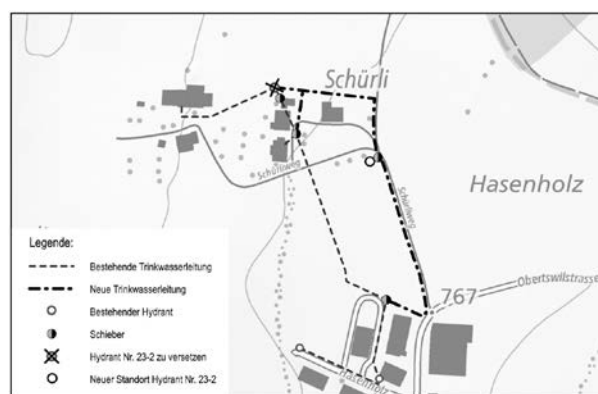 Schürli
Schürliweg
Schürliweg
Hasenholz
767
Obertswilstrasse
Hasenholz
Legende:
Bestehende Trinkwasserleitung
Neue Trinkwasserleitung
Bestehender Hydrant
Schieber
Hydrant Nr. 23-2 zu versetzen
Neuer Standort Hydrant Nr. 23-2